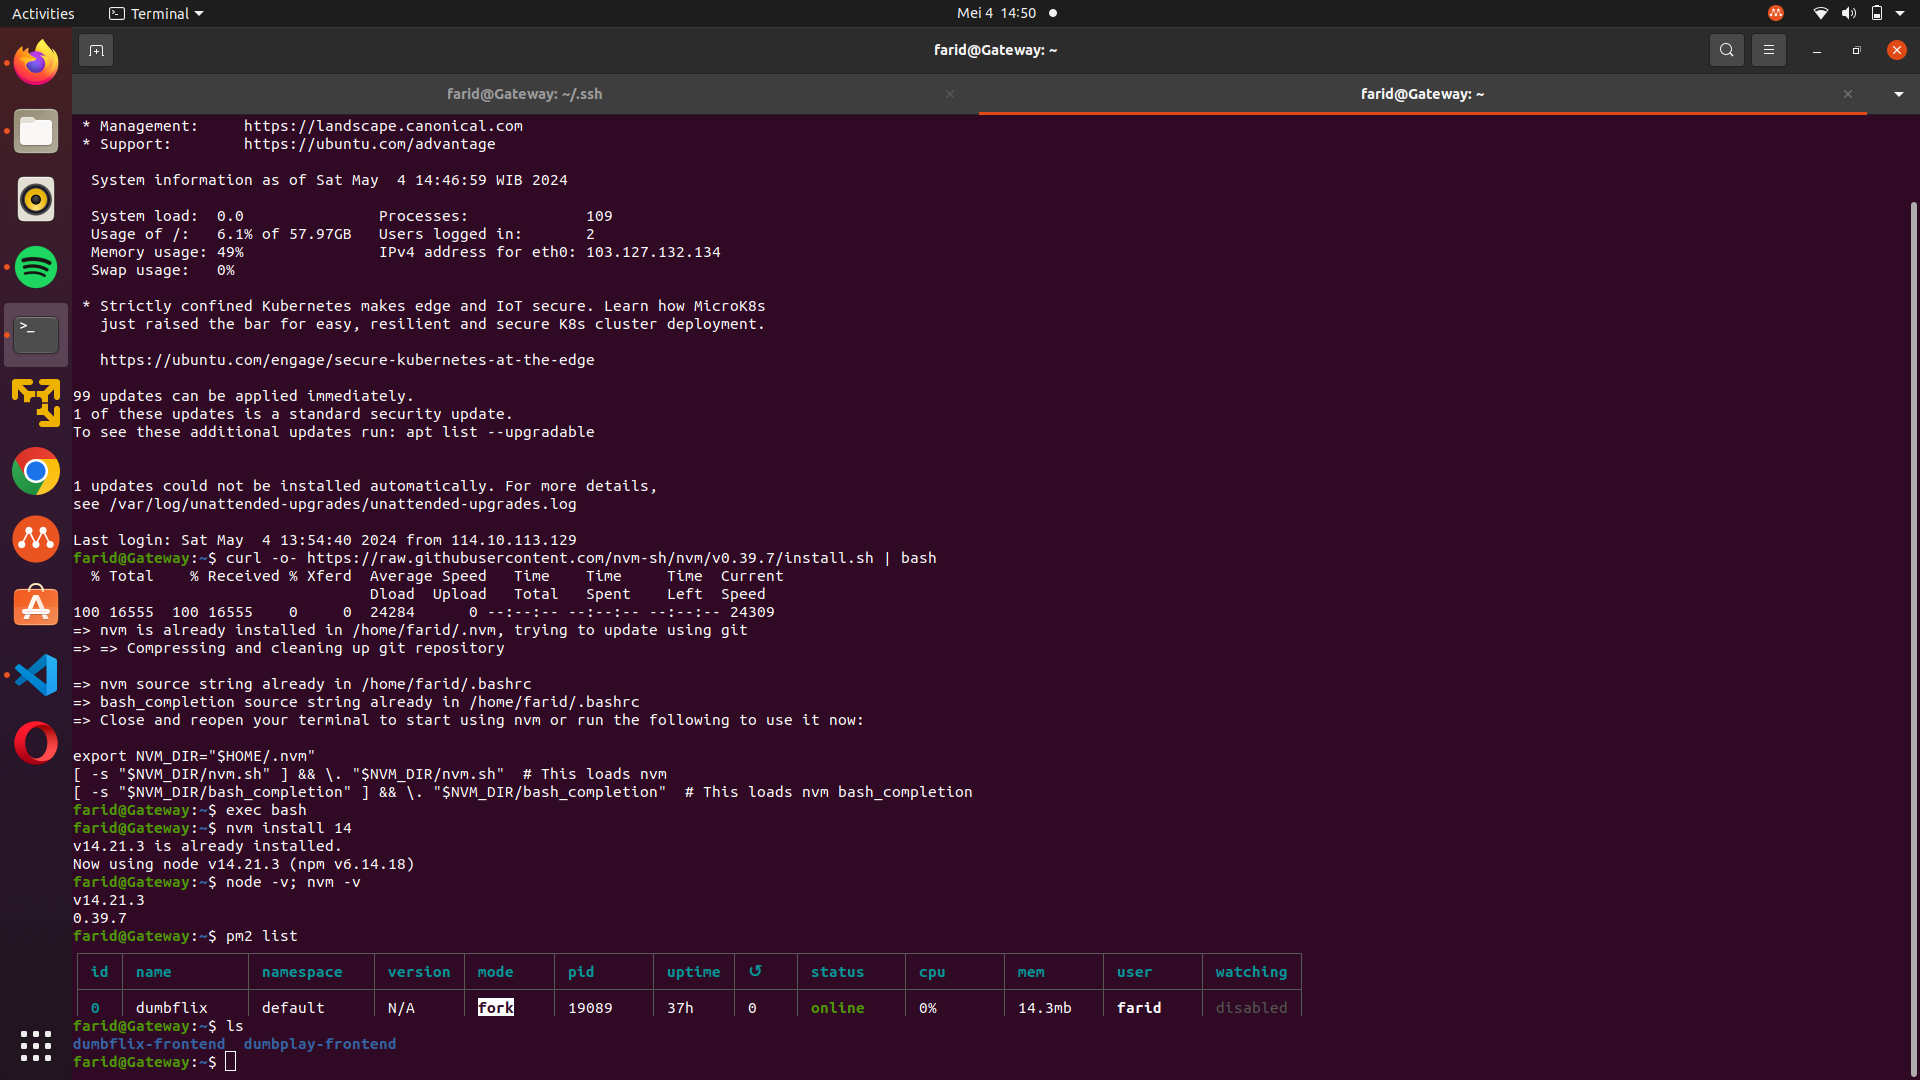 Activities Terminal Mei 4 14:50
farid@Gateway: ~
farid@Gateway: ~/.ssh farid@Gateway: ~
* Management: https://landscape.canonical.com
* Support: https://ubuntu.com/advantage
System information as of Sat May 4 14:46:59 WIB 2024
System load: 0.0 Processes: 109
Usage of /: 6.1% of 57.97GB Users logged in: 2
Memory usage: 49% IPv4 address for eth0: 103.127.132.134
Swap usage: 0%
* Strictly confined Kubernetes makes edge and IoT secure. Learn how MicroK8s
just raised the bar for easy, resilient and secure K8s cluster deployment.
https://ubuntu.com/engage/secure-kubernetes-at-the-edge
99 updates can be applied immediately.
1 of these updates is a standard security update.
To see these additional updates run: apt list --upgradable
1 updates could not be installed automatically. For more details,
see /var/log/unattended-upgrades/unattended-upgrades.log
Last login: Sat May 4 13:54:40 2024 from 114.10.113.129
farid@Gateway:~$ curl -o- https://raw.githubusercontent.com/nvm-sh/nvm/v0.39.7/install.sh | bash
% Total % Received % Xferd Average Speed Time Time Time Current
Dload Upload Total Spent Left Speed
100 16555 100 16555 0 0 24284 0 --:--:-- --:--:-- --:--:-- 24309
=> nvm is already installed in /home/farid/.nvm, trying to update using git
=> => Compressing and cleaning up git repository
=> nvm source string already in /home/farid/.bashrc
=> bash_completion source string already in /home/farid/.bashrc
=> Close and reopen your terminal to start using nvm or run the following to use it now:
export NVM_DIR="$HOME/.nvm"
[ -s "$NVM_DIR/nvm.sh" ] && \. "$NVM_DIR/nvm.sh" # This loads nvm
[ -s "$NVM_DIR/bash_completion" ] && \. "$NVM_DIR/bash_completion" # This loads nvm bash_completion
farid@Gateway:~$ exec bash
farid@Gateway:~$ nvm install 14
v14.21.3 is already installed.
Now using node v14.21.3 (npm v6.14.18)
farid@Gateway:~$ node -v; nvm -v
v14.21.3
0.39.7
farid@Gateway:~$ pm2 list
id name namespace version mode pid uptime ↺ status cpu mem user watching
0 dumbflix default N/A fork 19089 37h 0 online 0% 14.3mb farid disabled
farid@Gateway:~$ ls
dumbflix-frontend dumbplay-frontend
farid@Gateway:~$